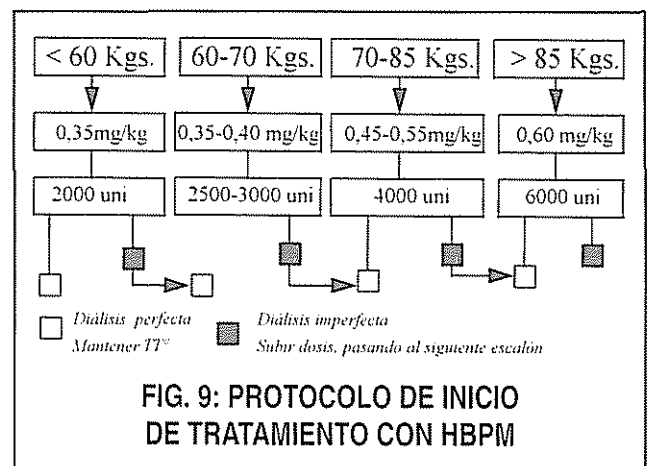 < 60 Kgs. 60-70 Kgs. 70-85 Kgs. > 85 Kgs.
0,35mg/kg 0,35-0,40 mg/kg 0,45-0,55mg/kg 0,60 mg/kg
2000 uni 2500-3000 uni 4000 uni 6000 uni
Diálisis perfecta Diálisis imperfecta
Mantener TTº Subir dosis, pasando al siguiente escalón
FIG. 9: PROTOCOLO DE INICIO
DE TRATAMIENTO CON HBPM